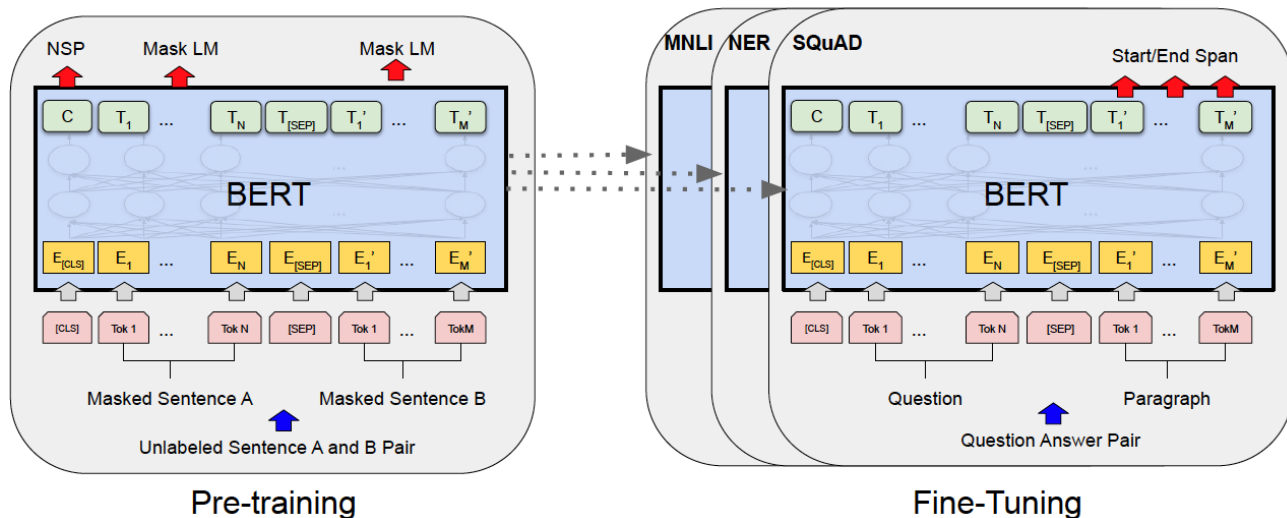 NSP Mask LM Mask LM
C T1 ... TN T[SEP] T1' ... TM'
...
BERT
...
E[CLS] E1 ... EN E[SEP] E1' ... EM'
[CLS] Tok 1 ... Tok N [SEP] Tok 1 ... TokM
Masked Sentence A Masked Sentence B
Unlabeled Sentence A and B Pair
Pre-training
MNLI NER SQuAD
Start/End Span
C T1 ... TN T[SEP] T1' ... TM'
...
BERT
...
E[CLS] E1 ... EN E[SEP] E1' ... EM'
[CLS] Tok 1 ... Tok N [SEP] Tok 1 ... TokM
Question Paragraph
Question Answer Pair
Fine-Tuning